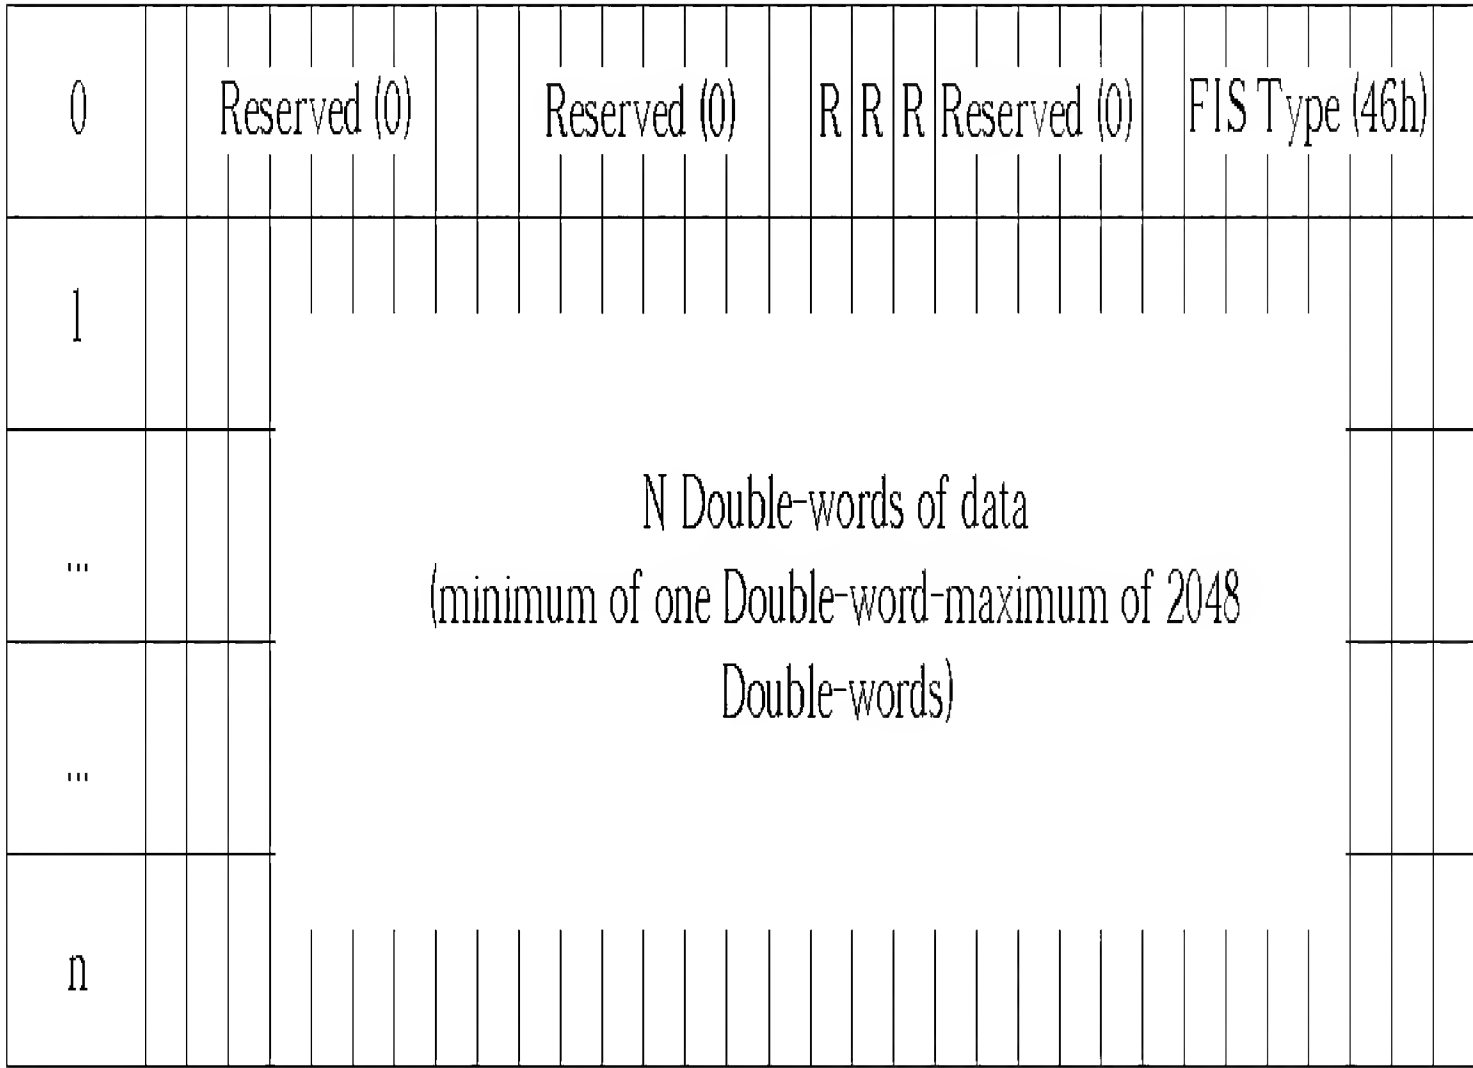 0 Reserved (0) Reserved (0) R R R Reserved (0) FIS Type (46h)
1
N Double-words of data
...
(minimum of one Double-word-maximum of 2048
Double-words)
...
n